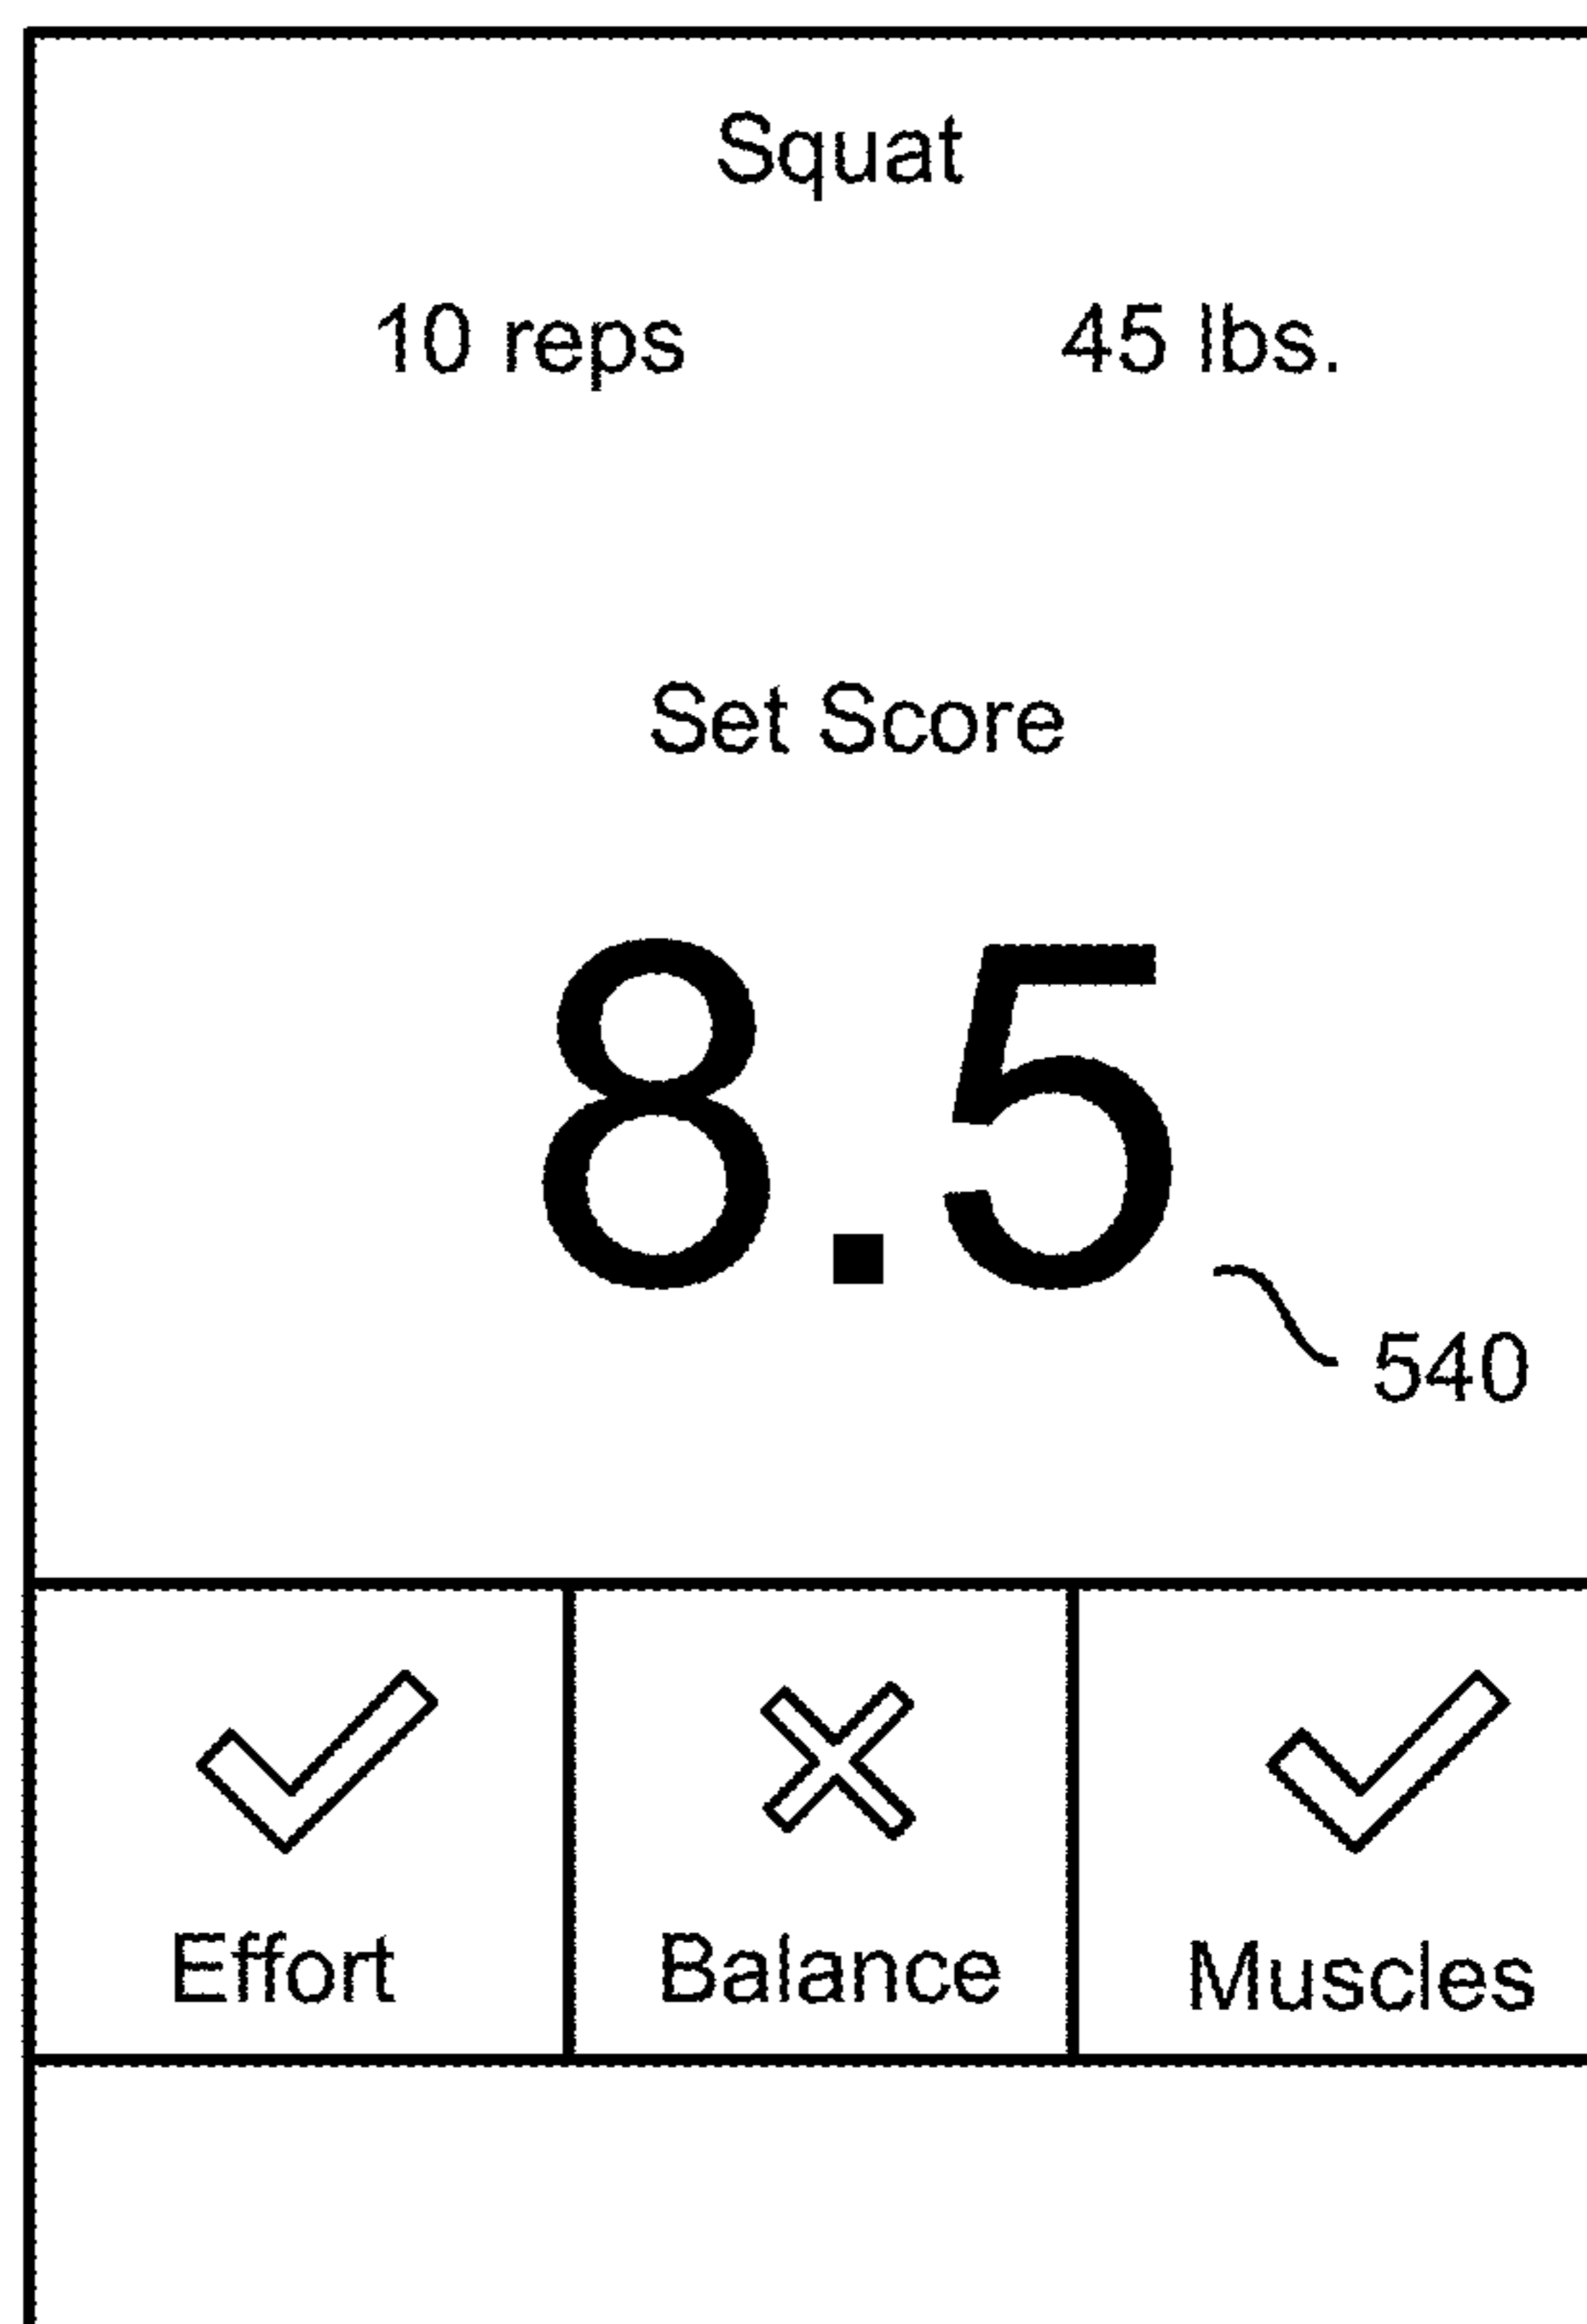 Squat
10 reps 45 lbs.
Set Score
8.5
540
Effort Balance Muscles